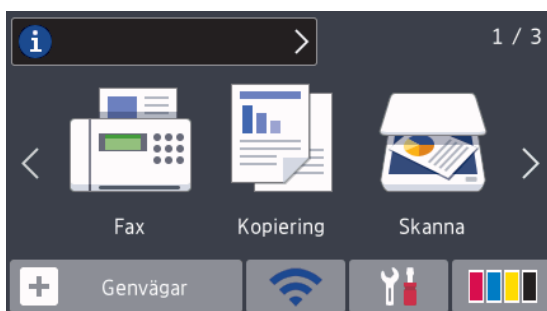 i
1 / 3
Fax
Kopiering
Skanna
Genvägar